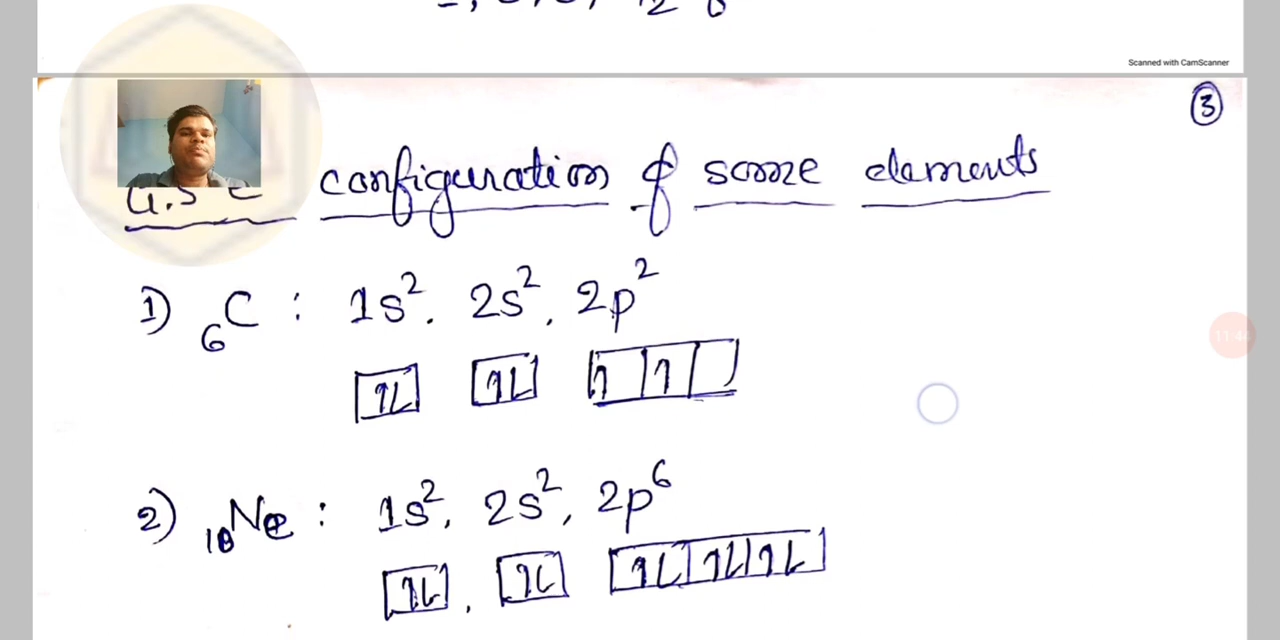 Scanned with CamScanner
3
G.S E configuration of some elements
1) ₆C : 1s². 2s². 2p²
↿⇂ ↿⇂ ↿ ↿
2) ₁₀Ne : 1s², 2s², 2p⁶
↿⇂ , ↿⇂ ↿⇂ ↿⇂ ↿⇂